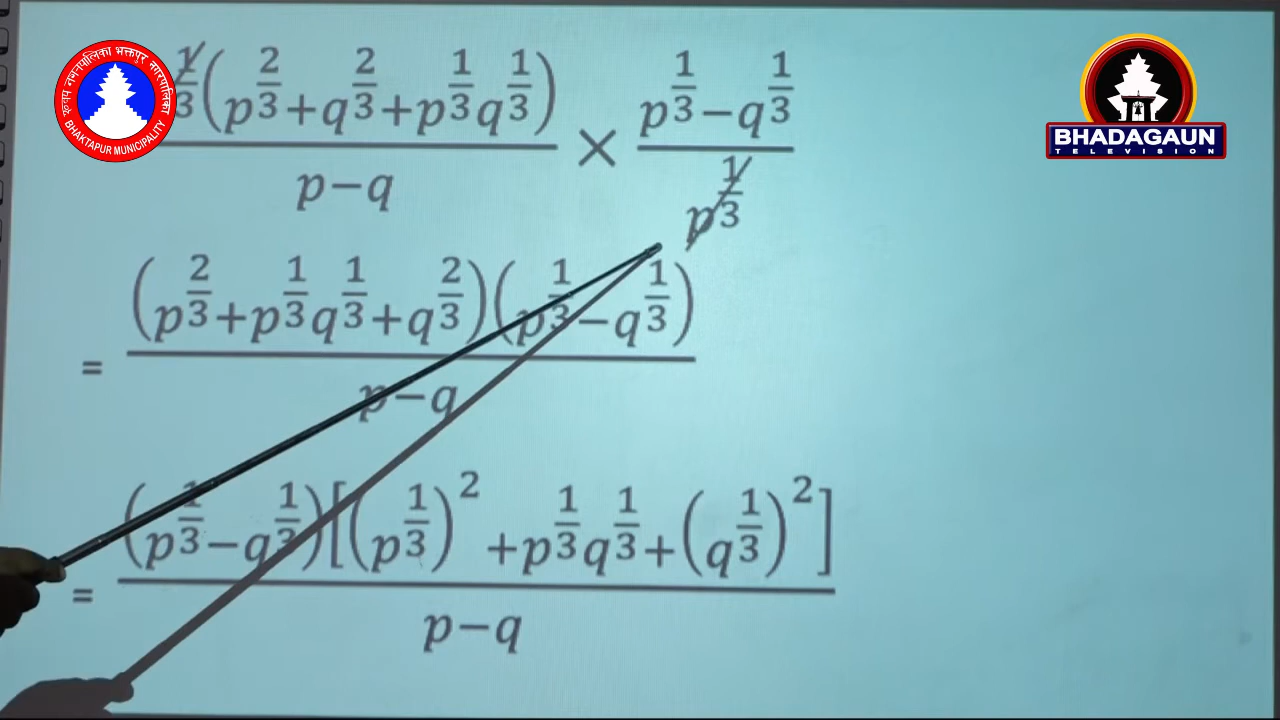 1/3(p^(2/3)+q^(2/3)+p^(1/3)q^(1/3)) / p−q × p^(1/3)−q^(1/3) / p^(1/3)
= (p^(2/3)+p^(1/3)q^(1/3)+q^(2/3))(p^(1/3)−q^(1/3)) / p−q
= (p^(1/3)−q^(1/3))[(p^(1/3))^2+p^(1/3)q^(1/3)+(q^(1/3))^2] / p−q
BHAKTAPUR MUNICIPALITY
BHADAGAUN
TELEVISION